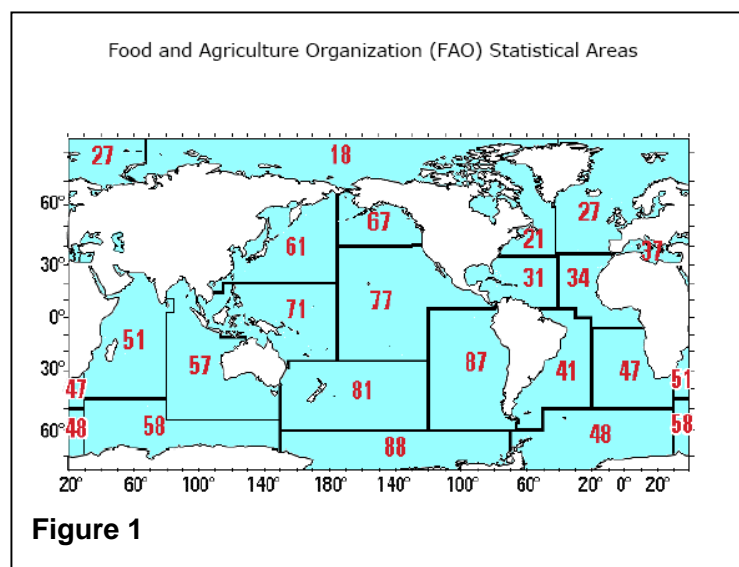 Food and Agriculture Organization (FAO) Statistical Areas
27 18
60° 67 27
61 21 37
30° 31 34
71 77
0° 51
57 87 41 47
30° 47 81 51
48 58 58
60° 88 48
20° 60° 100° 140° 180° 140° 100° 60° 20° 0° 20°
Figure 1